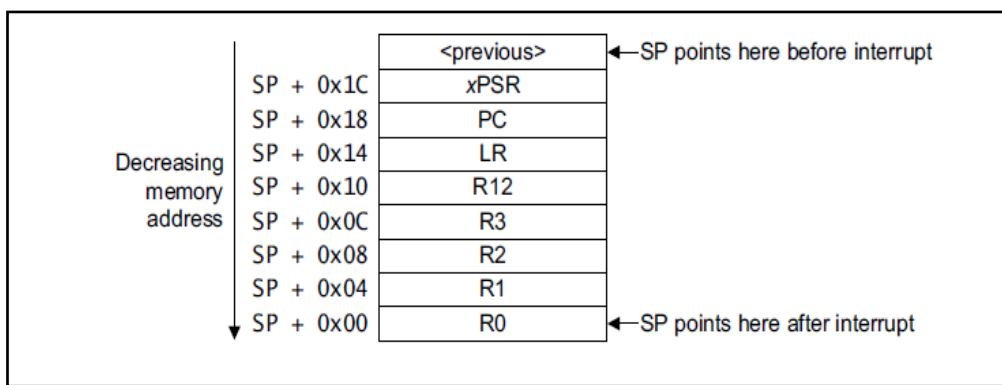 <previous> SP points here before interrupt
SP + 0x1C xPSR
SP + 0x18 PC
SP + 0x14 LR
Decreasing
memory
address
SP + 0x10 R12
SP + 0x0C R3
SP + 0x08 R2
SP + 0x04 R1
SP + 0x00 R0 SP points here after interrupt